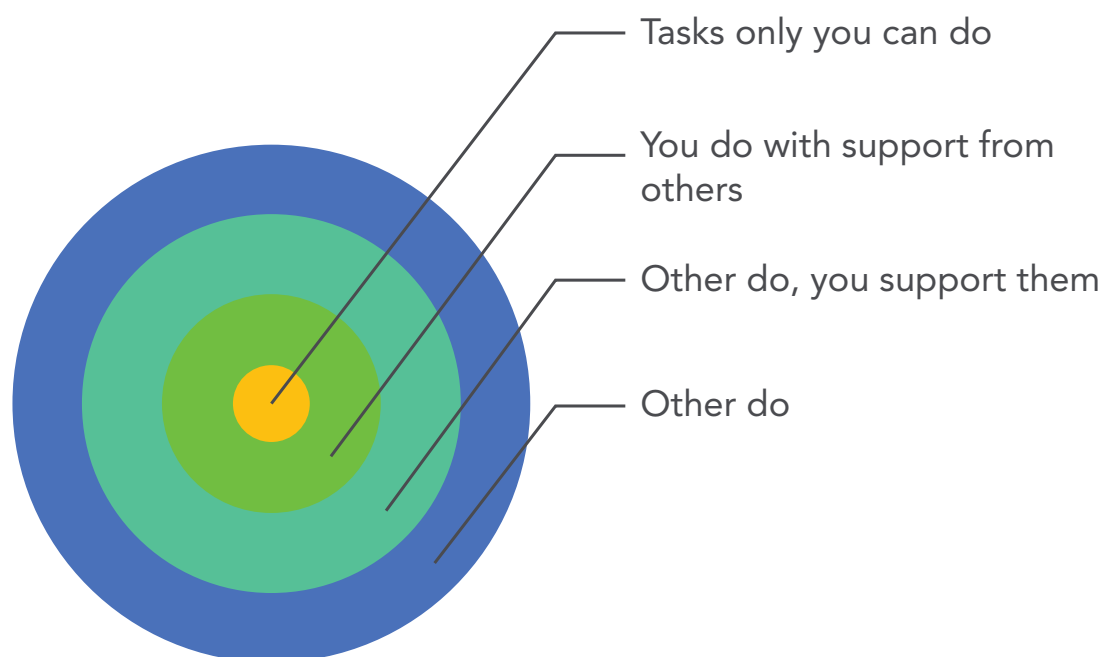 Tasks only you can do
You do with support from
others
Other do, you support them
Other do